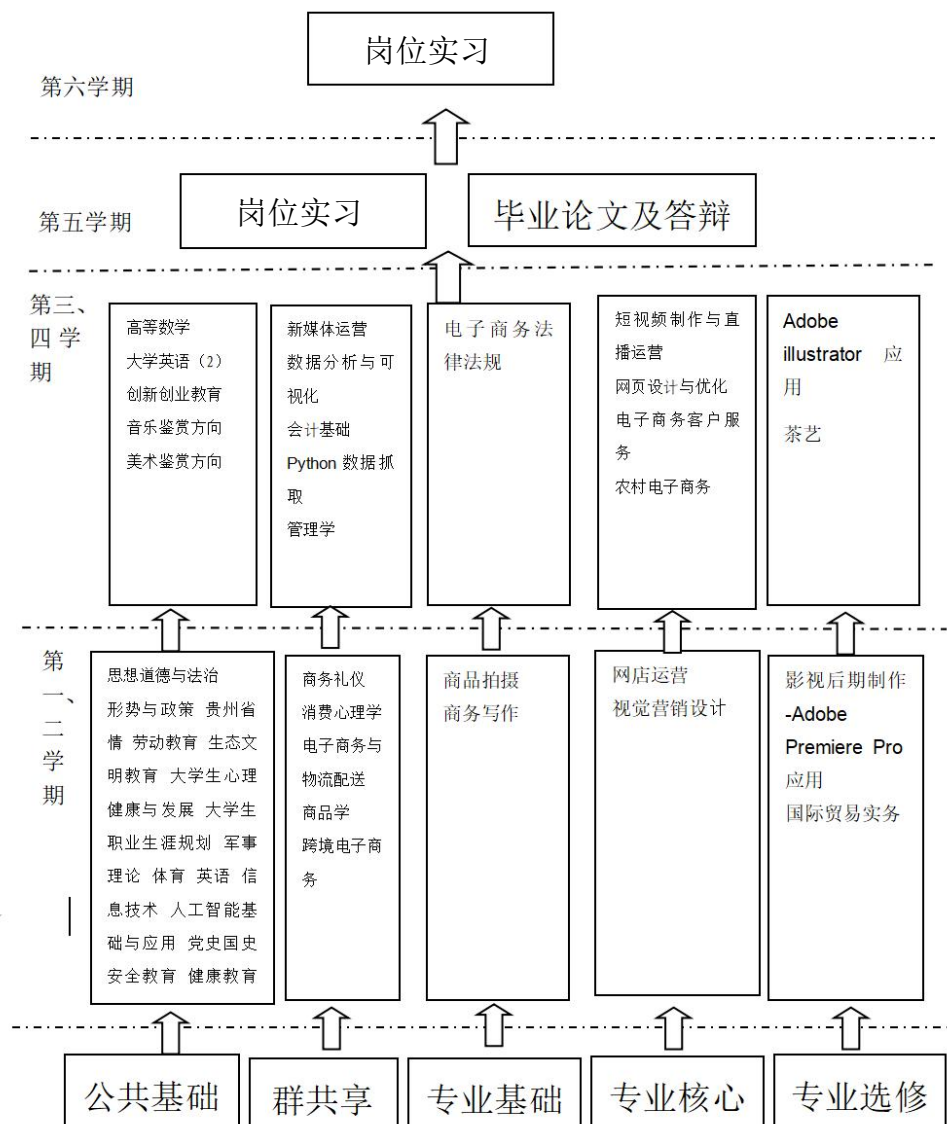 岗位实习
第六学期
第五学期
岗位实习
毕业论文及答辩
第三、
四学
期
高等数学
大学英语（2）
创新创业教育
音乐鉴赏方向
美术鉴赏方向
新媒体运营
数据分析与可
视化
会计基础
Python 数据抓
取
管理学
电子商务法
律法规
短视频制作与直
播运营
网页设计与优化
电子商务客户服
务
农村电子商务
Adobe
illustrator 应
用
茶艺
第
一、
二
学
期
思想道德与法治
形势与政策 贵州省
情 劳动教育 生态文
明教育 大学生心理
健康与发展 大学生
职业生涯规划 军事
理论 体育 英语 信
息技术 人工智能基
础与应用 党史国史
安全教育 健康教育
商务礼仪
消费心理学
电子商务与
物流配送
商品学
跨境电子商
务
商品拍摄
商务写作
网店运营
视觉营销设计
影视后期制作
-Adobe
Premiere Pro
应用
国际贸易实务
公共基础
群共享
专业基础
专业核心
专业选修